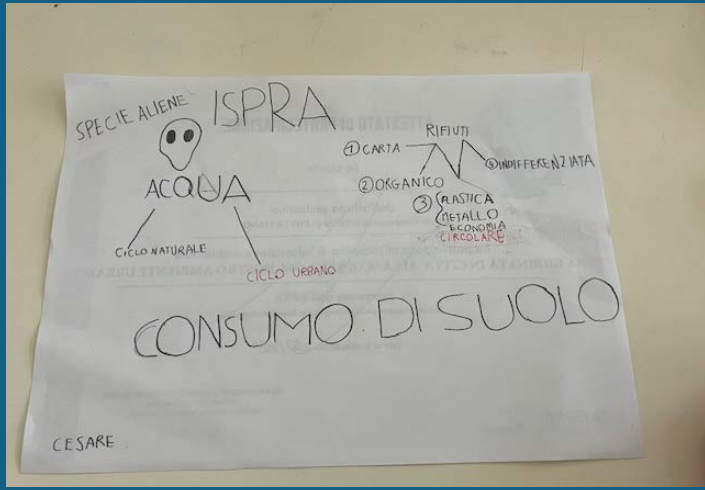 SPECIE ALIENE
ISPRA
RIFIUTI
① CARTA
② ORGANICO
③ PLASTICA
METALLO
ECONOMIA
CIRCOLARE
④ INDIFFERENZIATA
ACQUA
CICLO NATURALE
CICLO URBANO
CONSUMO DI SUOLO
CESARE